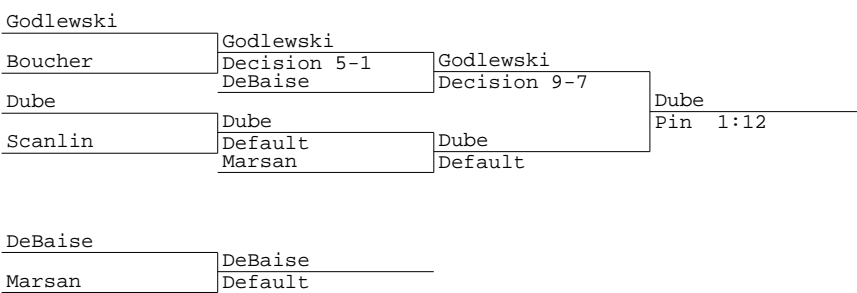 Godlewski
Godlewski
Boucher
Decision 5-1
Godlewski
DeBaise
Decision 9-7
Dube
Dube
Dube
Pin 1:12
Scanlin
Default
Dube
Marsan
Default
DeBaise
DeBaise
Marsan
Default